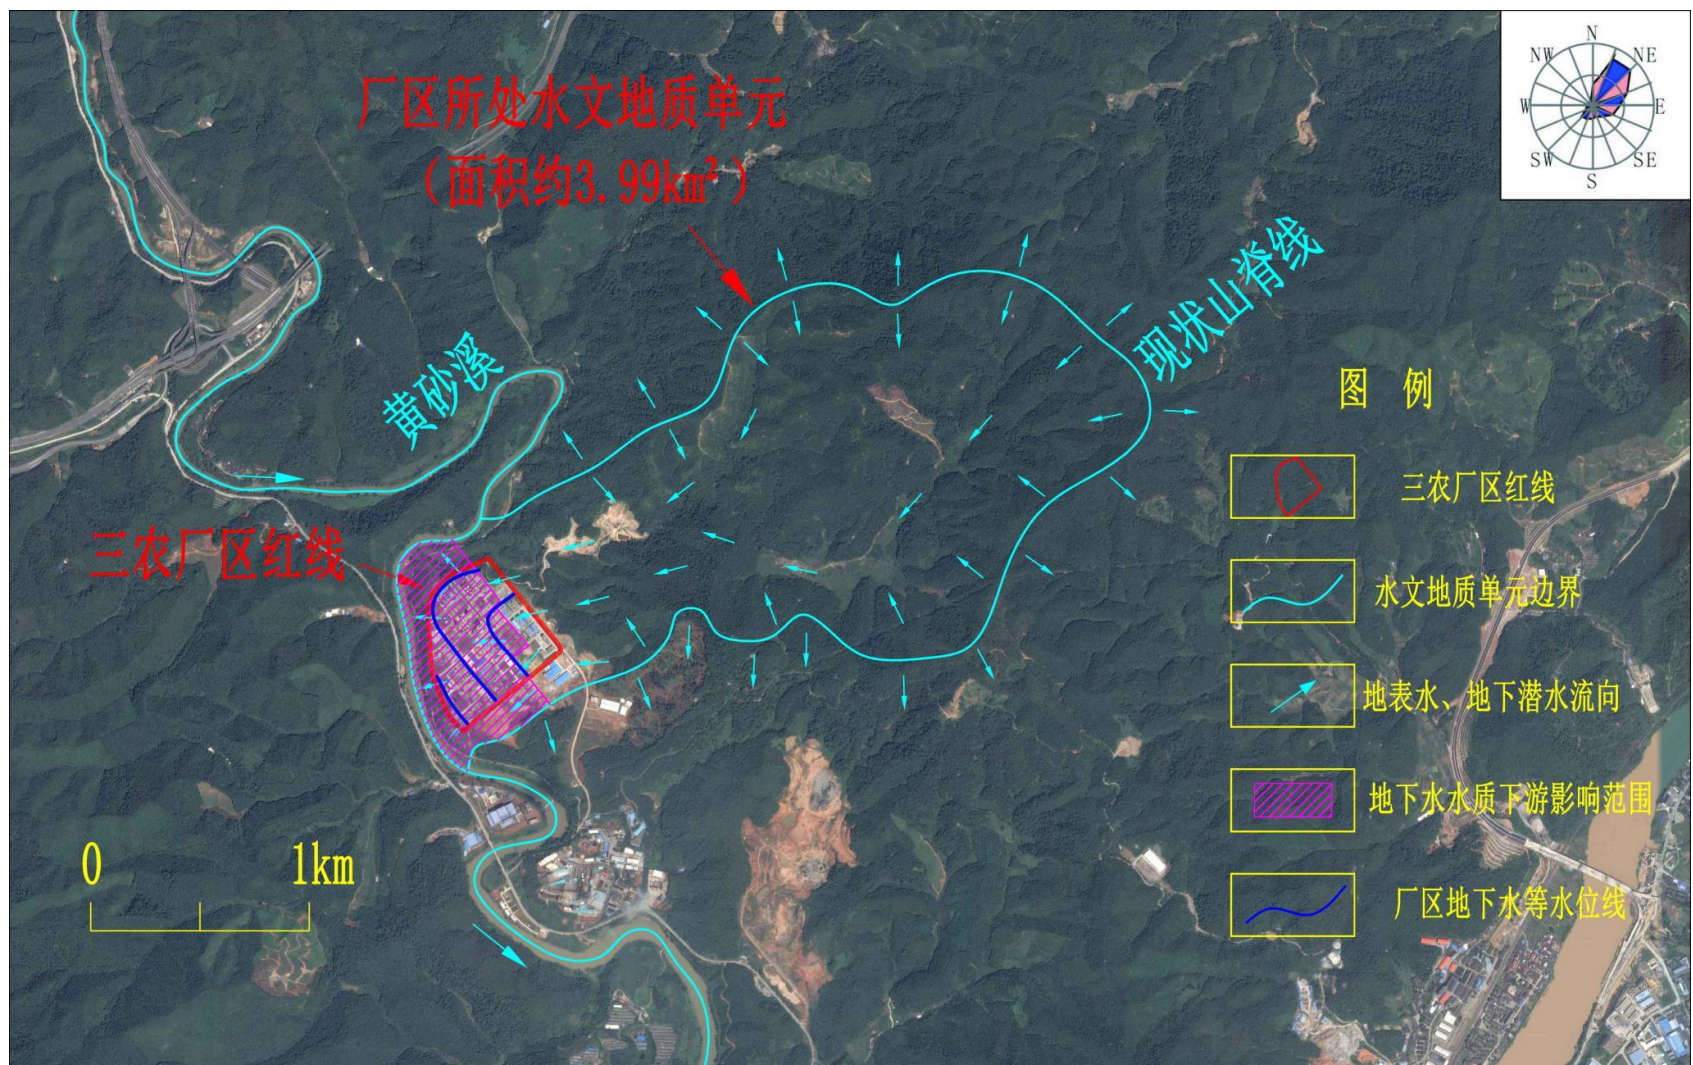 厂区所处水文地质单元
（面积约3.99km²）
N
NW
NE
W
E
SW
SE
S
现状山脊线
黄砂溪
三农厂区红线
图 例
三农厂区红线
水文地质单元边界
地表水、地下潜水流向
地下水水质下游影响范围
厂区地下水等水位线
0
1km